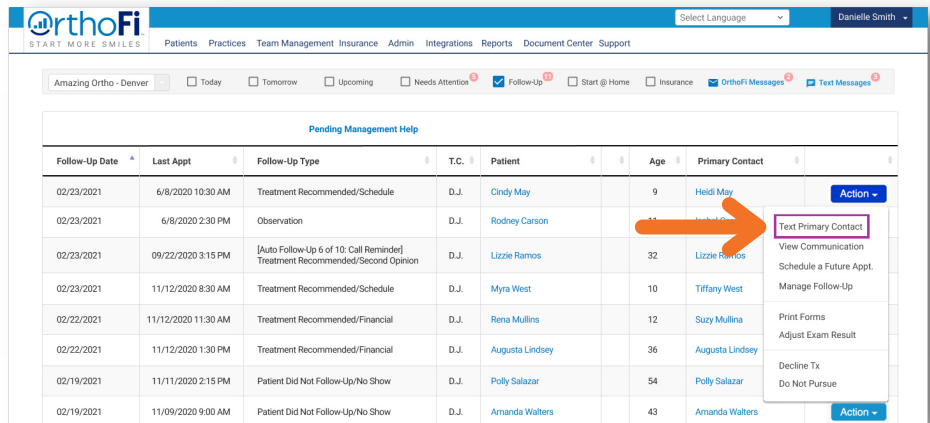 OrthoFi
START MORE SMILES
Select Language
Danielle Smith
Patients Practices Team Management Insurance Admin Integrations Reports Document Center Support
Amazing Ortho - Denver Today Tomorrow Upcoming Needs Attention 5 Follow-Up 11 Start @ Home Insurance OrthoFi Messages 2 Text Messages 3
Pending Management Help
Follow-Up Date Last Appt Follow-Up Type T.C. Patient Age Primary Contact
02/23/2021 6/8/2020 10:30 AM Treatment Recommended/Schedule D.J. Cindy May 9 Heidi May Action
02/23/2021 6/8/2020 2:30 PM Observation D.J. Rodney Carson
[Auto Follow-Up 6 of 10: Call Reminder]
02/23/2021 09/22/2020 3:15 PM Treatment Recommended/Second Opinion D.J. Lizzie Ramos 32 Lizzie Ramos
02/23/2021 11/12/2020 8:30 AM Treatment Recommended/Schedule D.J. Myra West 10 Tiffany West
02/22/2021 11/12/2020 11:30 AM Treatment Recommended/Financial D.J. Rena Mullins 12 Suzy Mullina
02/22/2021 11/12/2020 1:30 PM Treatment Recommended/Financial D.J. Augusta Lindsey 36 Augusta Lindsey
02/19/2021 11/11/2020 2:15 PM Patient Did Not Follow-Up/No Show D.J. Polly Salazar 54 Polly Salazar
02/19/2021 11/09/2020 9:00 AM Patient Did Not Follow-Up/No Show D.J. Amanda Walters 43 Amanda Walters Action
Text Primary Contact
View Communication
Schedule a Future Appt.
Manage Follow-Up
Print Forms
Adjust Exam Result
Decline Tx
Do Not Pursue